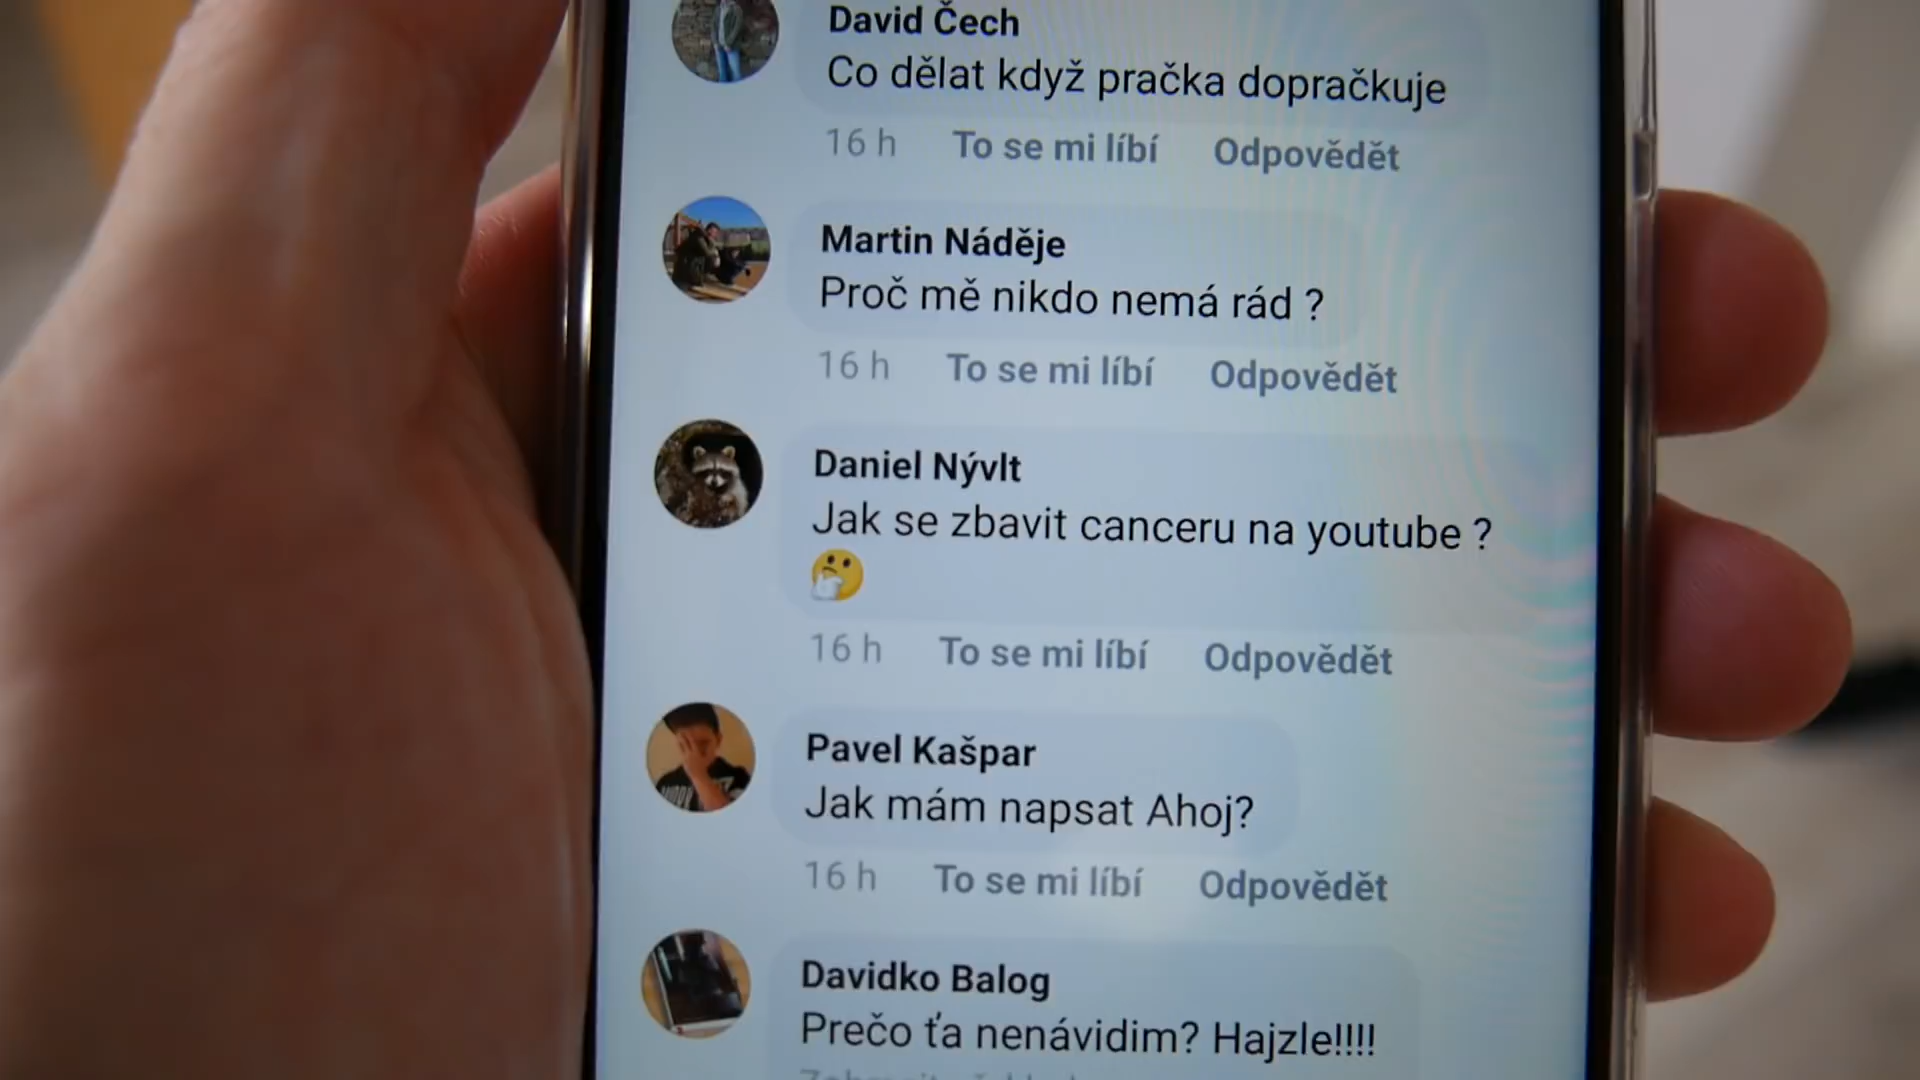 David Čech
Co dělat když pračka dopračkuje
16 h To se mi líbí Odpovědět
Martin Náděje
Proč mě nikdo nemá rád ?
16 h To se mi líbí Odpovědět
Daniel Nývlt
Jak se zbavit canceru na youtube ?
🤔
16 h To se mi líbí Odpovědět
Pavel Kašpar
Jak mám napsat Ahoj?
16 h To se mi líbí Odpovědět
Davidko Balog
Prečo ťa nenávidim? Hajzle!!!!